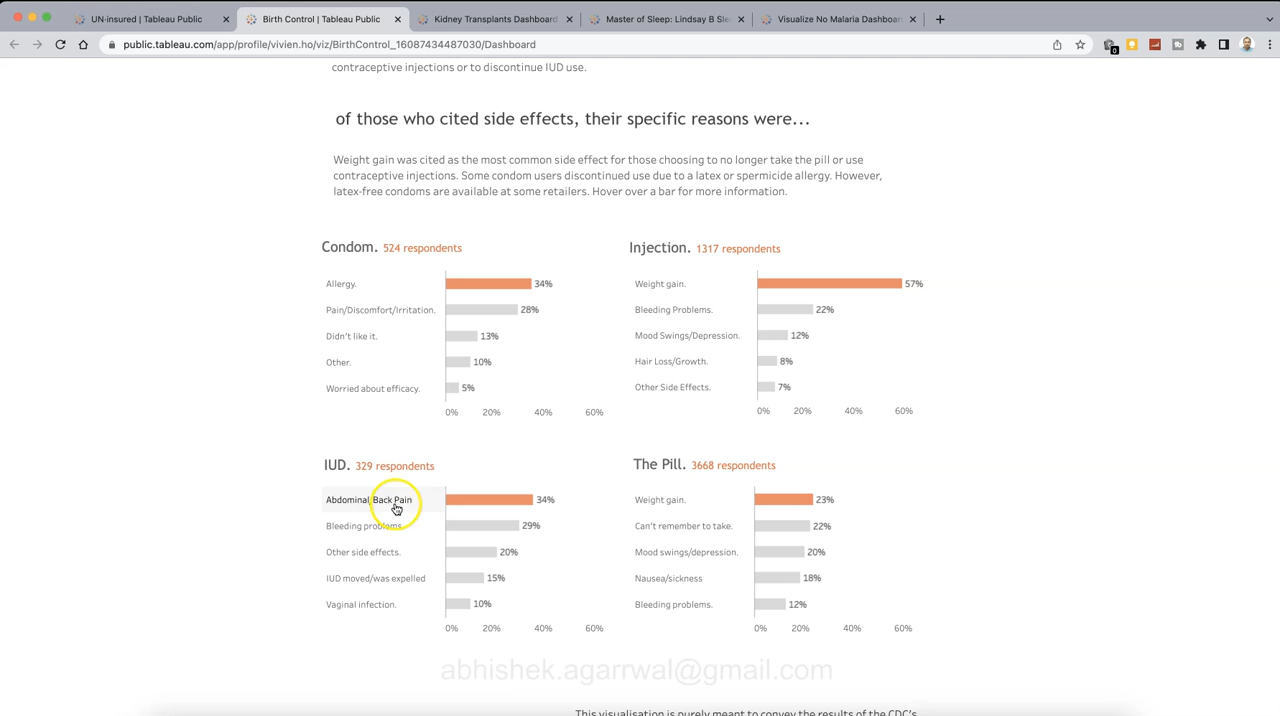 UN-insured | Tableau Public
Birth Control | Tableau Public
Kidney Transplants Dashboard
Master of Sleep: Lindsay B Slee
Visualize No Malaria Dashboar
public.tableau.com/app/profile/vivien.ho/viz/BirthControl_16087434487030/Dashboard
0
contraceptive injections or to discontinue IUD use.
of those who cited side effects, their specific reasons were...
Weight gain was cited as the most common side effect for those choosing to no longer take the pill or use
contraceptive injections. Some condom users discontinued use due to a latex or spermicide allergy. However,
latex-free condoms are available at some retailers. Hover over a bar for more information.
Condom. 524 respondents
Allergy. 34%
Pain/Discomfort/Irritation. 28%
Didn't like it. 13%
Other. 10%
Worried about efficacy. 5%
0% 20% 40% 60%
Injection. 1317 respondents
Weight gain. 57%
Bleeding Problems. 22%
Mood Swings/Depression. 12%
Hair Loss/Growth. 8%
Other Side Effects. 7%
0% 20% 40% 60%
IUD. 329 respondents
Abdominal/Back Pain 34%
Bleeding problems. 29%
Other side effects. 20%
IUD moved/was expelled 15%
Vaginal infection. 10%
0% 20% 40% 60%
The Pill. 3668 respondents
Weight gain. 23%
Can't remember to take. 22%
Mood swings/depression. 20%
Nausea/sickness 18%
Bleeding problems. 12%
0% 20% 40% 60%
abhishek.agarrwal@gmail.com
This visualisation is purely meant to convey the results of the CDC's